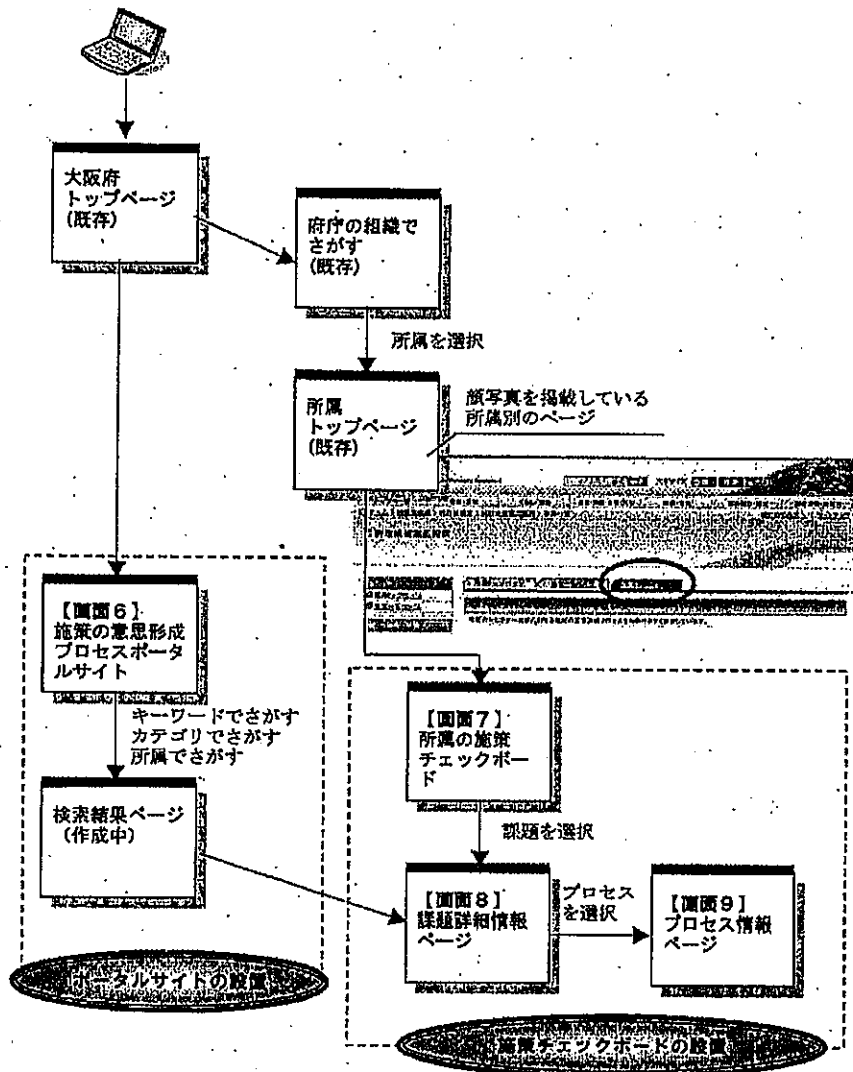 大阪府
トップページ
(既存)
府庁の組織で
さがす
(既存)
所属を選択
所属
トップページ
(既存)
顔写真を掲載している
所属別のページ
【画面6】
施策の意思形成
プロセスポータ
ルサイト
キーワードでさがす
カテゴリでさがす
所属でさがす
検索結果ページ
(作成中)
ポータルサイトの設置
【画面7】
所属の施策
チェックボー
ド
課題を選択
【画面8】
課題詳細情報
ページ
プロセス
を選択
【画面9】
プロセス情報
ページ
施策チェックボードの設置